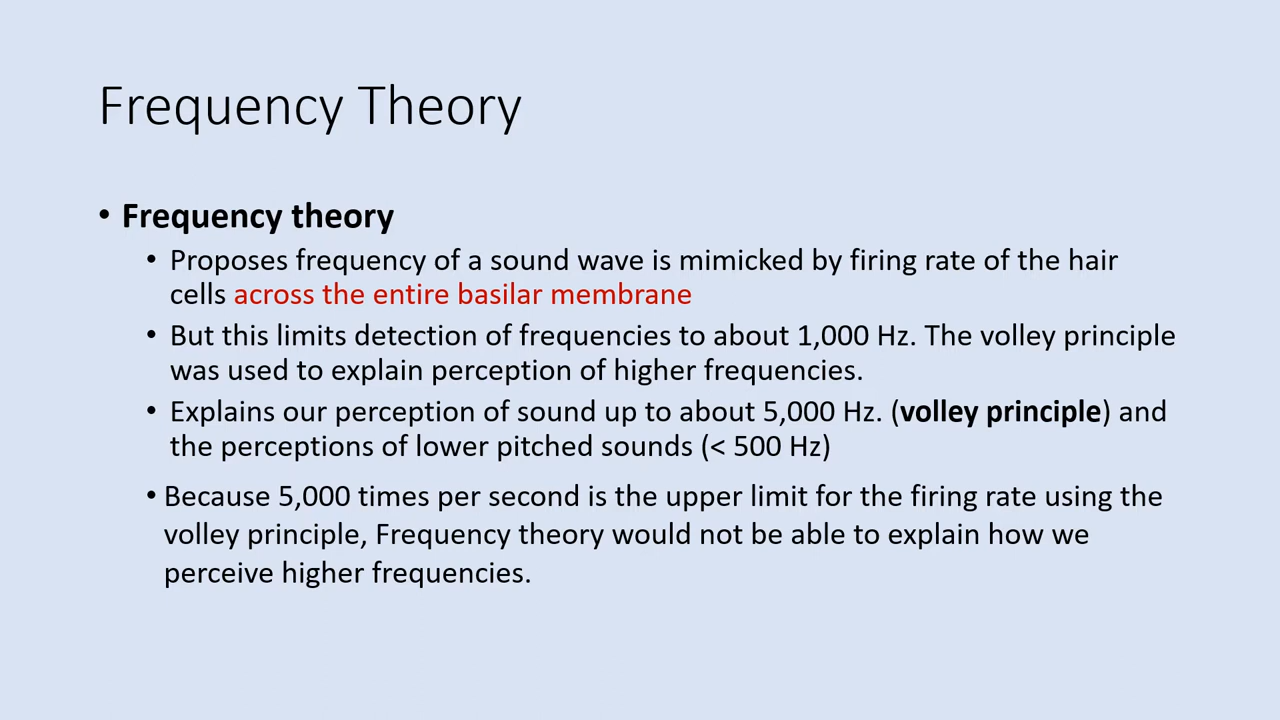 Frequency Theory
• Frequency theory
• Proposes frequency of a sound wave is mimicked by firing rate of the hair
cells across the entire basilar membrane
• But this limits detection of frequencies to about 1,000 Hz. The volley principle
was used to explain perception of higher frequencies.
• Explains our perception of sound up to about 5,000 Hz. (volley principle) and
the perceptions of lower pitched sounds (< 500 Hz)
• Because 5,000 times per second is the upper limit for the firing rate using the
volley principle, Frequency theory would not be able to explain how we
perceive higher frequencies.